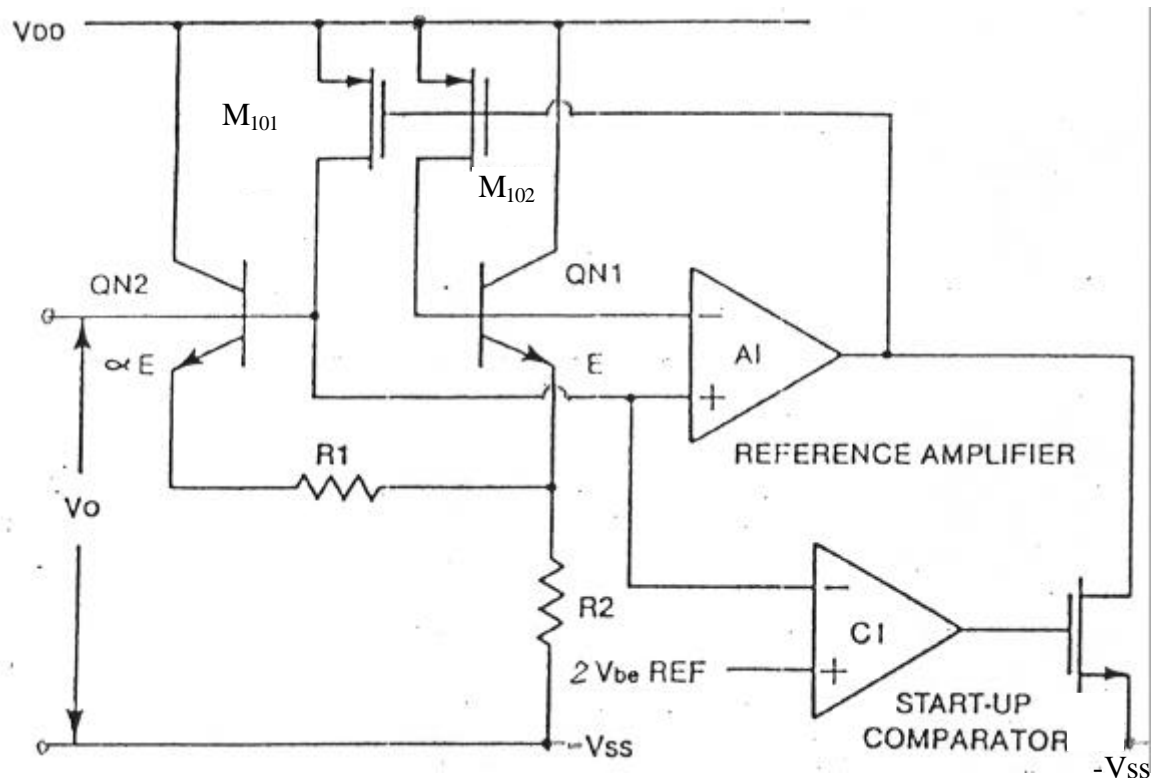 VDD
M101
M102
QN2
QN1
αE
E
−
A1
+
R1
REFERENCE AMPLIFIER
Vo
R2
−
C1
2 Vbe REF
+
START-UP
COMPARATOR
-Vss
-Vss